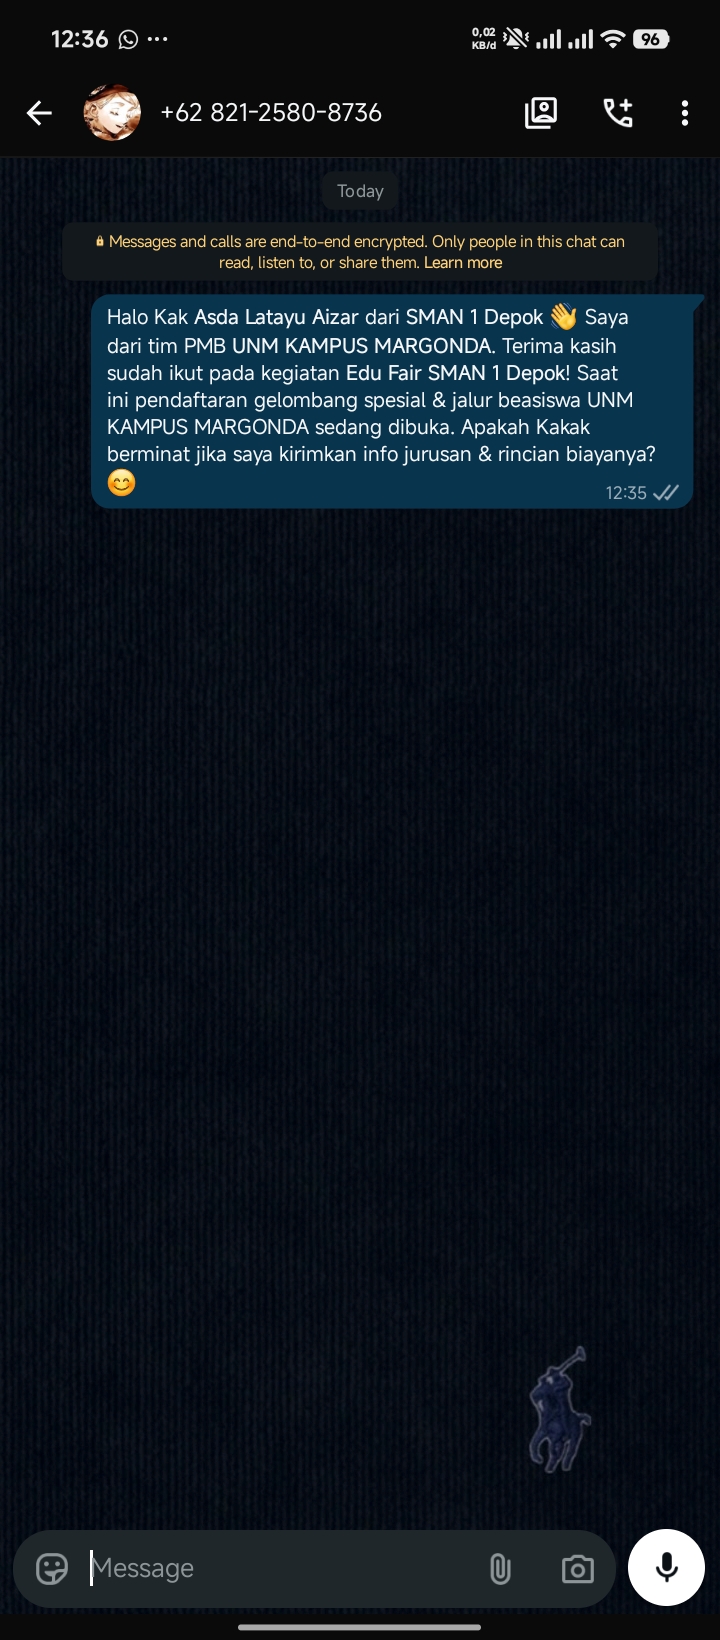 12:36 ...
0,02
KB/d
96
+62 821-2580-8736
Today
Messages and calls are end-to-end encrypted. Only people in this chat can
read, listen to, or share them. Learn more
Halo Kak Asda Latayu Aizar dari SMAN 1 Depok 👋 Saya
dari tim PMB UNM KAMPUS MARGONDA. Terima kasih
sudah ikut pada kegiatan Edu Fair SMAN 1 Depok! Saat
ini pendaftaran gelombang spesial & jalur beasiswa UNM
KAMPUS MARGONDA sedang dibuka. Apakah Kakak
berminat jika saya kirimkan info jurusan & rincian biayanya?
😊
12:35
Message